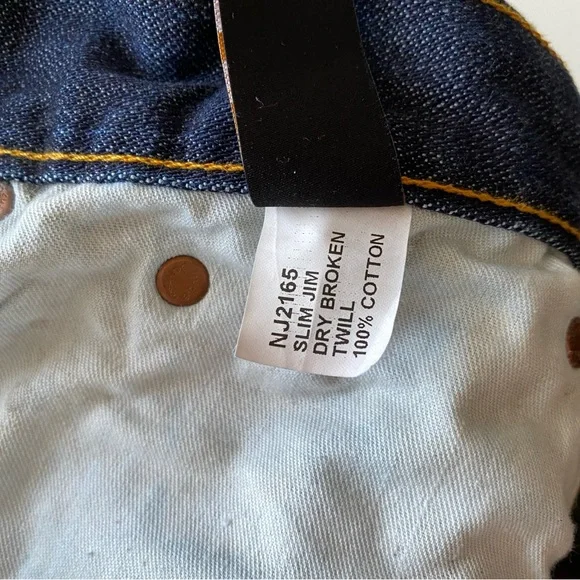 NJ2165
SLIM JIM
DRY BROKEN
TWILL
100% COTTON